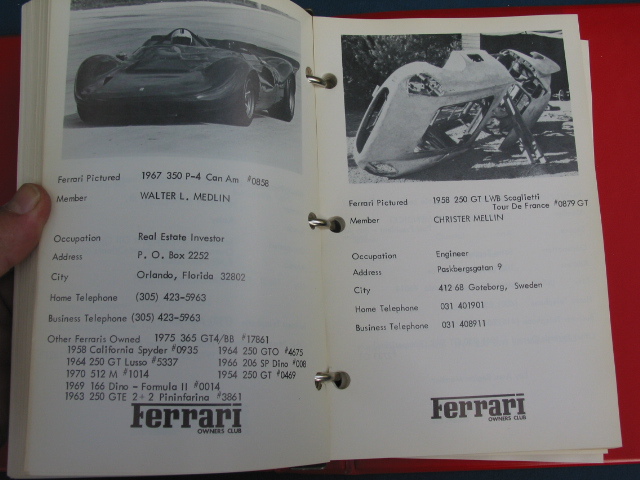 Ferrari Pictured 1967 350 P-4 Can Am #0858
Member WALTER L. MEDLIN
Occupation Real Estate Investor
Address P. O. Box 2252
City Orlando, Florida 32802
Home Telephone (305) 423-5963
Business Telephone (305) 423-5963
Other Ferraris Owned 1975 365 GT4/BB #17861
1958 California Spyder #0935 1964 250 GTO #4675
1964 250 GT Lusso #5337 1966 206 SP Dino #008
1970 512 M #1014 1954 250 GT #0469
1969 166 Dino - Formula II #0014
1963 250 GTE 2+2 Pininfarina #3861
Ferrari
OWNERS CLUB
Ferrari Pictured 1958 250 GT LWB Scaglietti
Tour De France #0879 GT
Member CHRISTER MELLIN
Occupation Engineer
Address Paskbergsgatan 9
City 412 68 Goteborg, Sweden
Home Telephone 031 401901
Business Telephone 031 408911
Ferrari
OWNERS CLUB